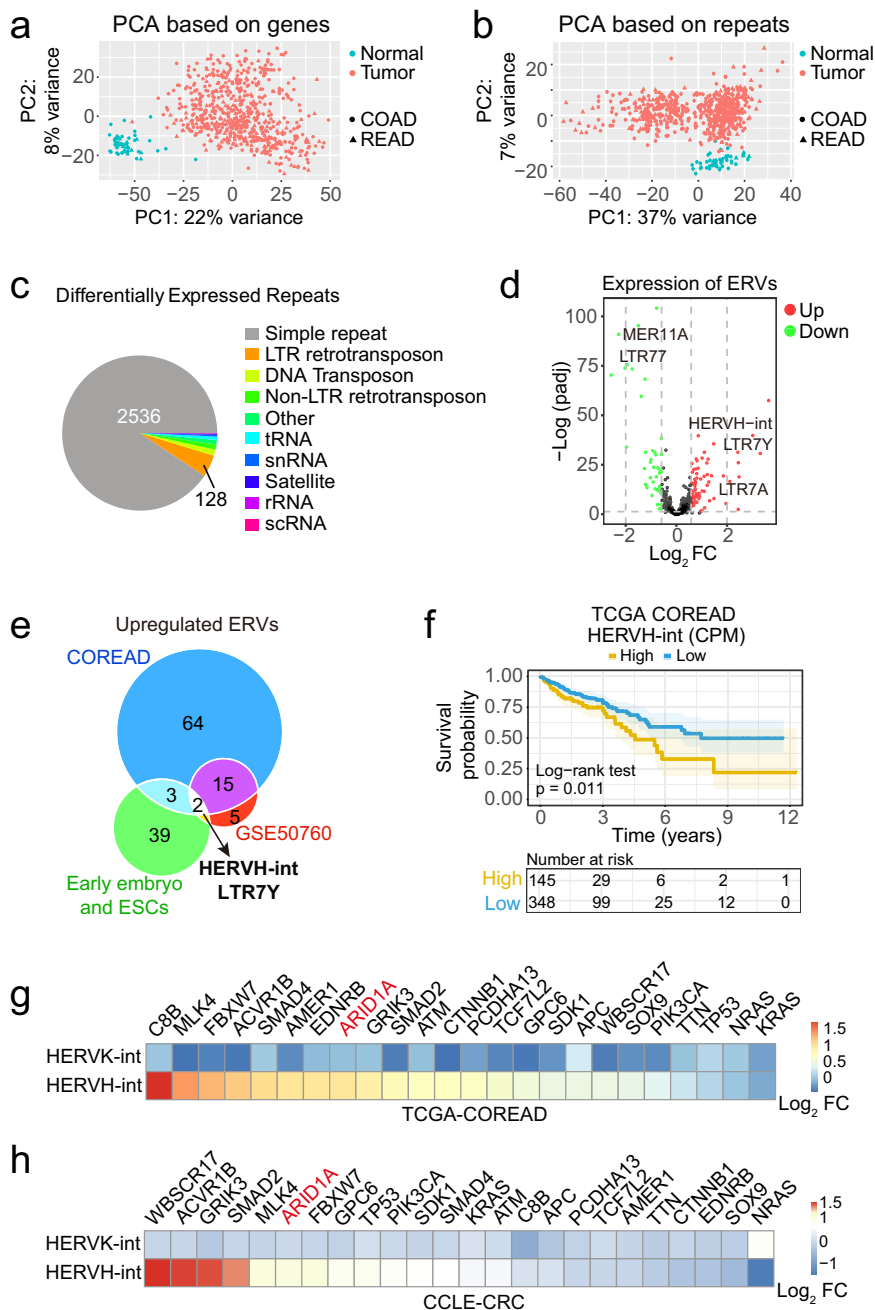 a
PCA based on genes
PC2:
8% variance
20
0
−20
−50
−25
0
25
50
PC1: 22% variance
Normal
Tumor
COAD
READ
b
PCA based on repeats
PC2:
7% variance
20
10
0
−10
−20
−60
−40
−20
0
20
40
PC1: 37% variance
Normal
Tumor
COAD
READ
c
Differentially Expressed Repeats
2536
128
Simple repeat
LTR retrotransposon
DNA Transposon
Non-LTR retrotransposon
Other
tRNA
snRNA
Satellite
rRNA
scRNA
d
Expression of ERVs
−Log (padj)
100
75
50
25
0
−2
0
2
Log2 FC
MER11A
LTR77
HERVH−int
LTR7Y
LTR7A
Up
Down
e
Upregulated ERVs
COREAD
64
15
3
2
5
39
GSE50760
HERVH-int
LTR7Y
Early embryo
and ESCs
f
TCGA COREAD
HERVH-int (CPM)
High Low
Survival
probability
1.00
0.75
0.50
0.25
0.00
Log−rank test
p = 0.011
0 3 6 9 12
Time (years)
Number at risk
High 145 29 6 2 1
Low 348 99 25 12 0
g
C8B MLK4 FBXW7 ACVR1B SMAD4 AMER1 EDNRB ARID1A GRIK3 SMAD2 ATM CTNNB1 PCDHA13 TCF7L2 GPC6 SDK1 APC WBSCR17 SOX9 PIK3CA TTN TP53 NRAS KRAS
HERVK-int
HERVH-int
TCGA-COREAD
1.5
1
0.5
0
Log2 FC
h
WBSCR17 ACVR1B GRIK3 SMAD2 MLK4 ARID1A FBXW7 GPC6 TP53 PIK3CA SDK1 SMAD4 KRAS ATM C8B APC PCDHA13 TCF7L2 AMER1 TTN CTNNB1 EDNRB SOX9 NRAS
HERVK-int
HERVH-int
CCLE-CRC
1.5
1
0
−1
Log2 FC